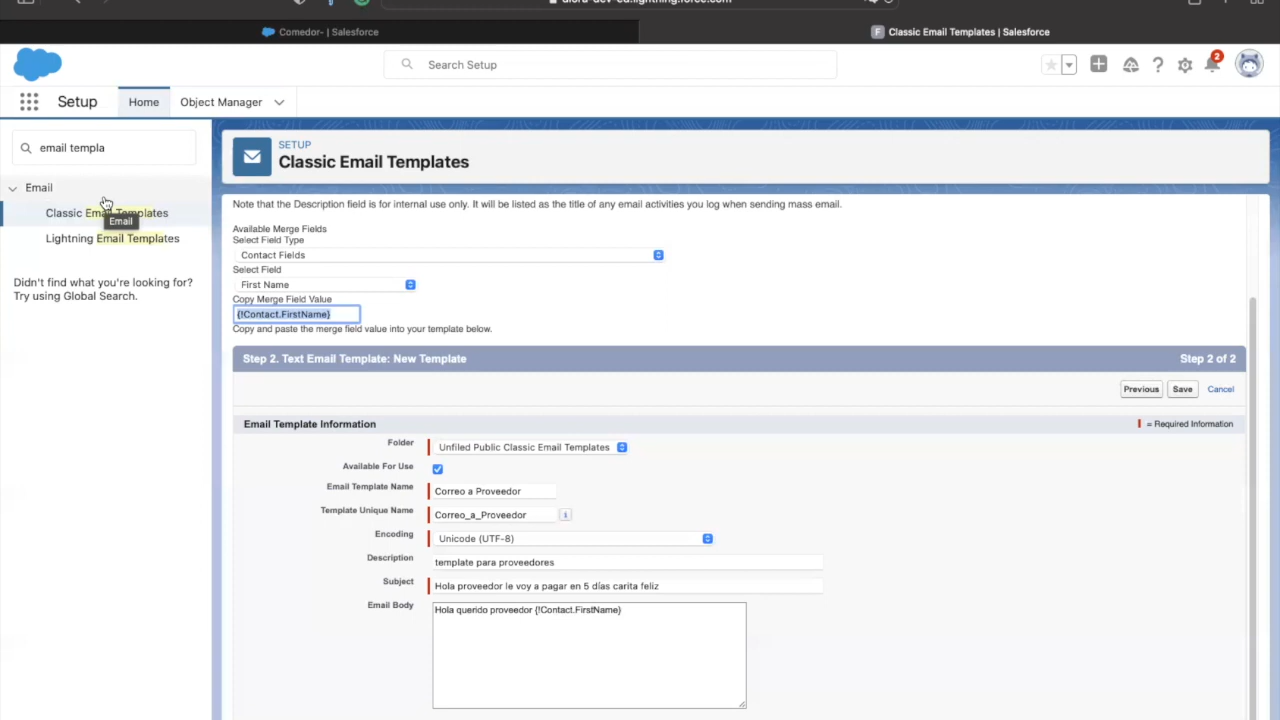 Comedor- | Salesforce
F Classic Email Templates | Salesforce
Search Setup
2
Setup
Home
Object Manager
email templa
SETUP
Classic Email Templates
Email
Classic Email Templates
Email
Lightning Email Templates
Didn't find what you're looking for?
Try using Global Search.
Note that the Description field is for internal use only. It will be listed as the title of any email activities you log when sending mass email.
Available Merge Fields
Select Field Type
Contact Fields
Select Field
First Name
Copy Merge Field Value
{!Contact.FirstName}
Copy and paste the merge field value into your template below.
Step 2. Text Email Template: New Template
Step 2 of 2
Previous
Save
Cancel
Email Template Information
= Required Information
Folder
Unfiled Public Classic Email Templates
Available For Use
Email Template Name
Correo a Proveedor
Template Unique Name
Correo_a_Proveedor
i
Encoding
Unicode (UTF-8)
Description
template para proveedores
Subject
Hola proveedor le voy a pagar en 5 días carita feliz
Email Body
Hola querido proveedor {!Contact.FirstName}